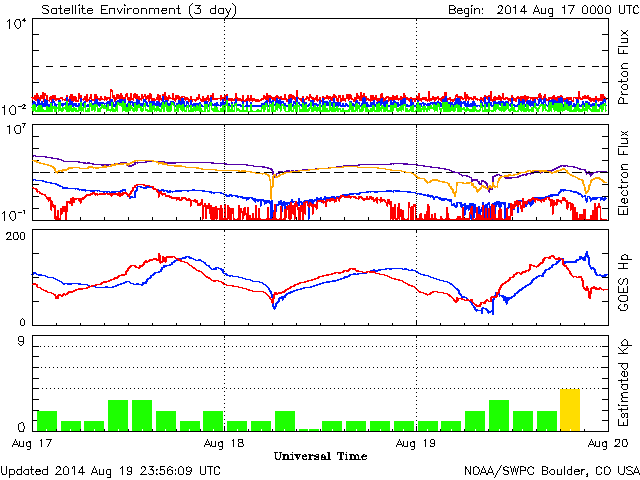 Satellite Environment (3 day) Begin: 2014 Aug 17 0000 UTC
10^4
10^-2
Proton Flux
10^7
10^-1
Electron Flux
200
0
GOES Hp
9
0
Estimated Kp
Aug 17 Aug 18 Aug 19 Aug 20
Universal Time
Updated 2014 Aug 19 23:56:09 UTC NOAA/SWPC Boulder, CO USA